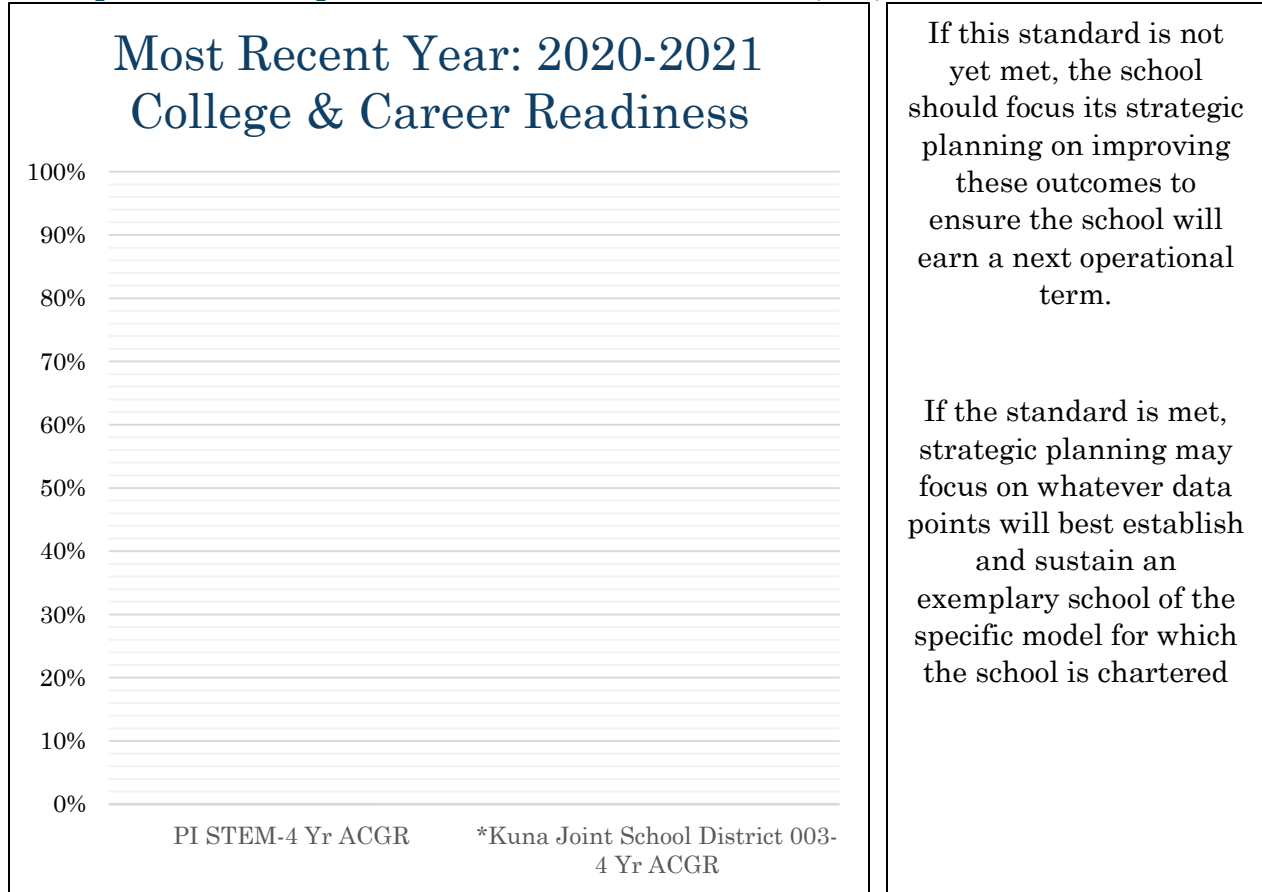 Most Recent Year: 2020-2021
College & Career Readiness
100%
90%
80%
70%
60%
50%
40%
30%
20%
10%
0%
PI STEM-4 Yr ACGR
*Kuna Joint School District 003-
4 Yr ACGR
If this standard is not
yet met, the school
should focus its strategic
planning on improving
these outcomes to
ensure the school will
earn a next operational
term.
If the standard is met,
strategic planning may
focus on whatever data
points will best establish
and sustain an
exemplary school of the
specific model for which
the school is chartered